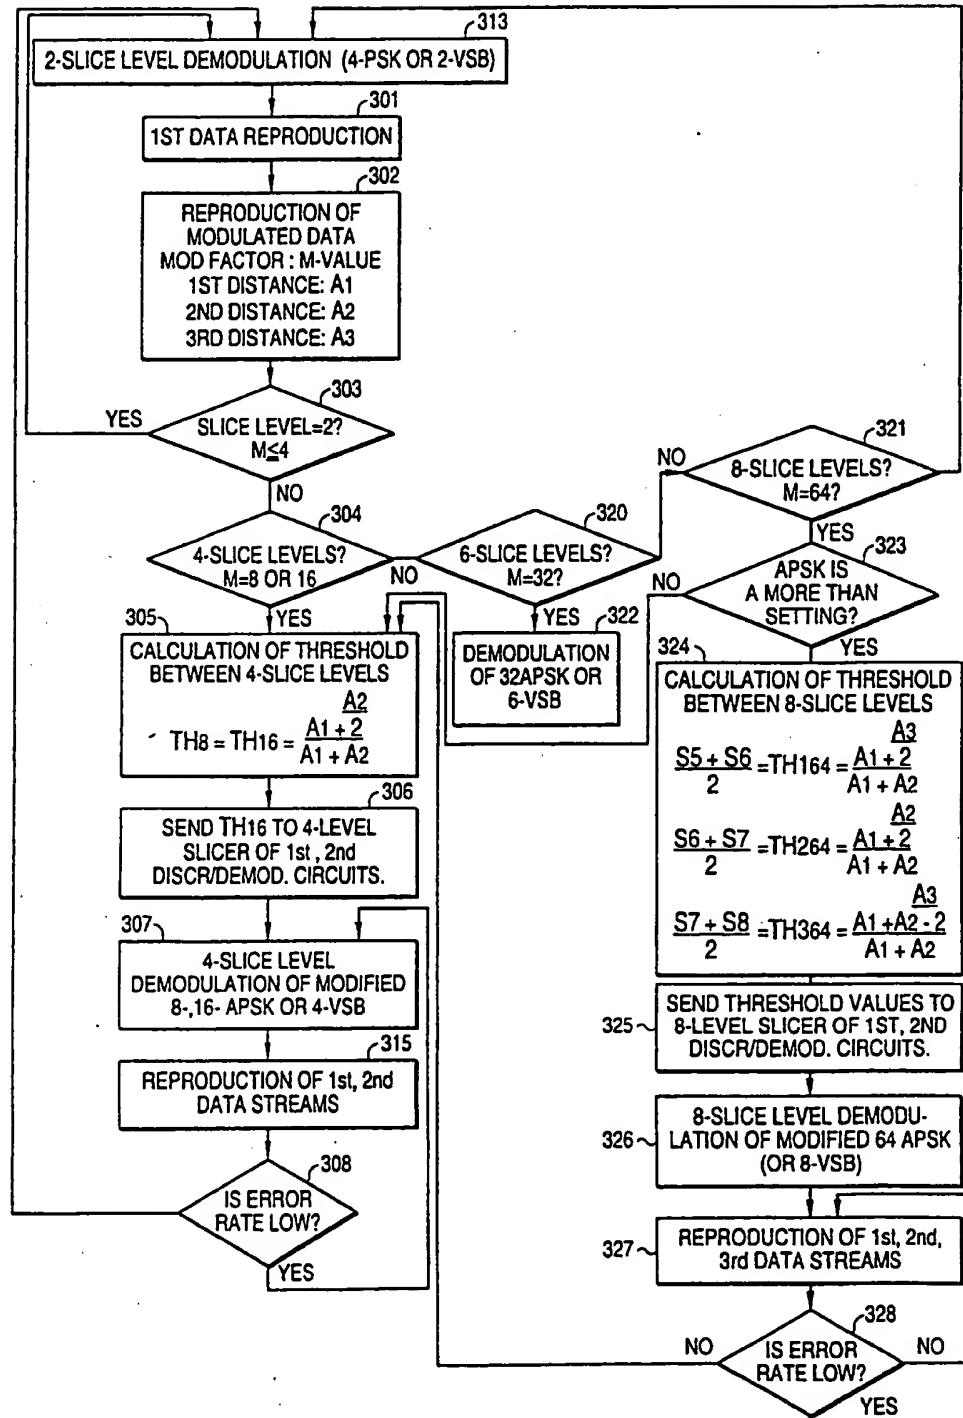 313
2-SLICE LEVEL DEMODULATION (4-PSK OR 2-VSB)
301
1ST DATA REPRODUCTION
302
REPRODUCTION OF
MODULATED DATA
MOD FACTOR : M-VALUE
1ST DISTANCE: A1
2ND DISTANCE: A2
3RD DISTANCE: A3
303
YES
SLICE LEVEL=2?
M≤4
NO
304
4-SLICE LEVELS?
M=8 OR 16
NO
YES
320
6-SLICE LEVELS?
M=32?
NO
YES
321
8-SLICE LEVELS?
M=64?
YES
322
DEMODULATION
OF 32APSK OR
6-VSB
323
NO
APSK IS
A MORE THAN
SETTING?
YES
305
CALCULATION OF THRESHOLD
BETWEEN 4-SLICE LEVELS
A2
TH8 = TH16 = A1 + 2
A1 + A2
306
SEND TH16 TO 4-LEVEL
SLICER OF 1st , 2nd
DISCR/DEMOD. CIRCUITS.
307
4-SLICE LEVEL
DEMODULATION OF MODIFIED
8-,16- APSK OR 4-VSB
315
REPRODUCTION OF 1st, 2nd
DATA STREAMS
308
IS ERROR
RATE LOW?
YES
324
CALCULATION OF THRESHOLD
BETWEEN 8-SLICE LEVELS
A3
S5 + S6 =TH164= A1 + 2
2 A1 + A2
A2
S6 + S7 =TH264= A1 + 2
2 A1 + A2
A3
S7 + S8 =TH364= A1 +A2 - 2
2 A1 + A2
325
SEND THRESHOLD VALUES TO
8-LEVEL SLICER OF 1ST, 2ND
DISCR/DEMOD. CIRCUITS.
326
8-SLICE LEVEL DEMODU-
LATION OF MODIFIED 64 APSK
(OR 8-VSB)
327
REPRODUCTION OF 1st, 2nd,
3rd DATA STREAMS
328
NO
IS ERROR
RATE LOW?
NO
YES